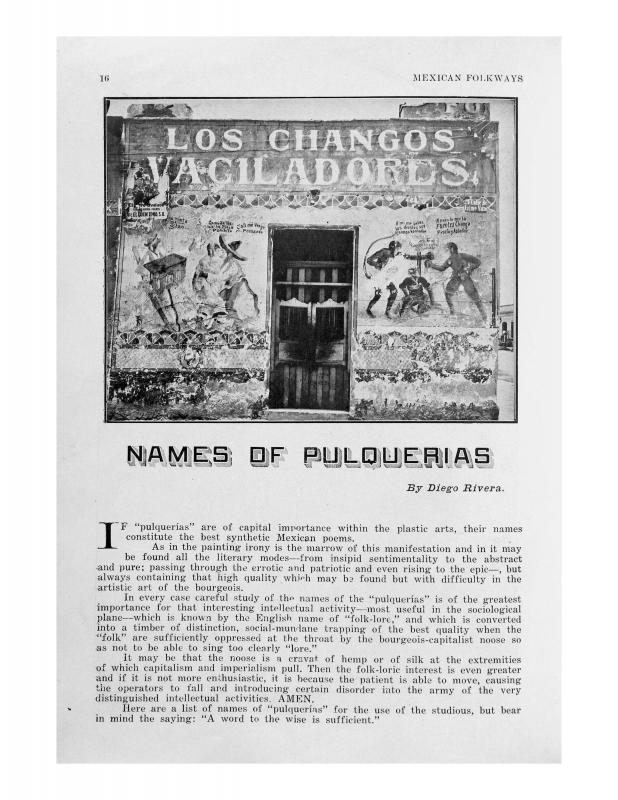 16
MEXICAN FOLKWAYS
LOS CHANGOS
VACILADORES
NAMES OF PULQUERIAS
By Diego Rivera.
IF "pulquerias" are of capital importance within the plastic arts, their names
constitute the best synthetic Mexican poems.
As in the painting irony is the marrow of this manifestation and in it may
be found all the literary modes—from insipid sentimentality to the abstract
and pure; passing through the errotic and patriotic and even rising to the epic—, but
always containing that high quality which may be found but with difficulty in the
artistic art of the bourgeois.
In every case careful study of the names of the "pulquerias" is of the greatest
importance for that interesting intellectual activity—most useful in the sociological
plane—which is known by the English name of "folk-lore," and which is converted
into a timber of distinction, social-mundane trapping of the best quality when the
"folk" are sufficiently oppressed at the throat by the bourgeois-capitalist noose so
as not to be able to sing too clearly "lore."
It may be that the noose is a cravat of hemp or of silk at the extremities
of which capitalism and imperialism pull. Then the folk-loric interest is even greater
and if it is not more enthusiastic, it is because the patient is able to move, causing
the operators to fall and introducing certain disorder into the army of the very
distinguished intellectual activities. AMEN.
Here are a list of names of "pulquerias" for the use of the studious, but bear
in mind the saying: "A word to the wise is sufficient."